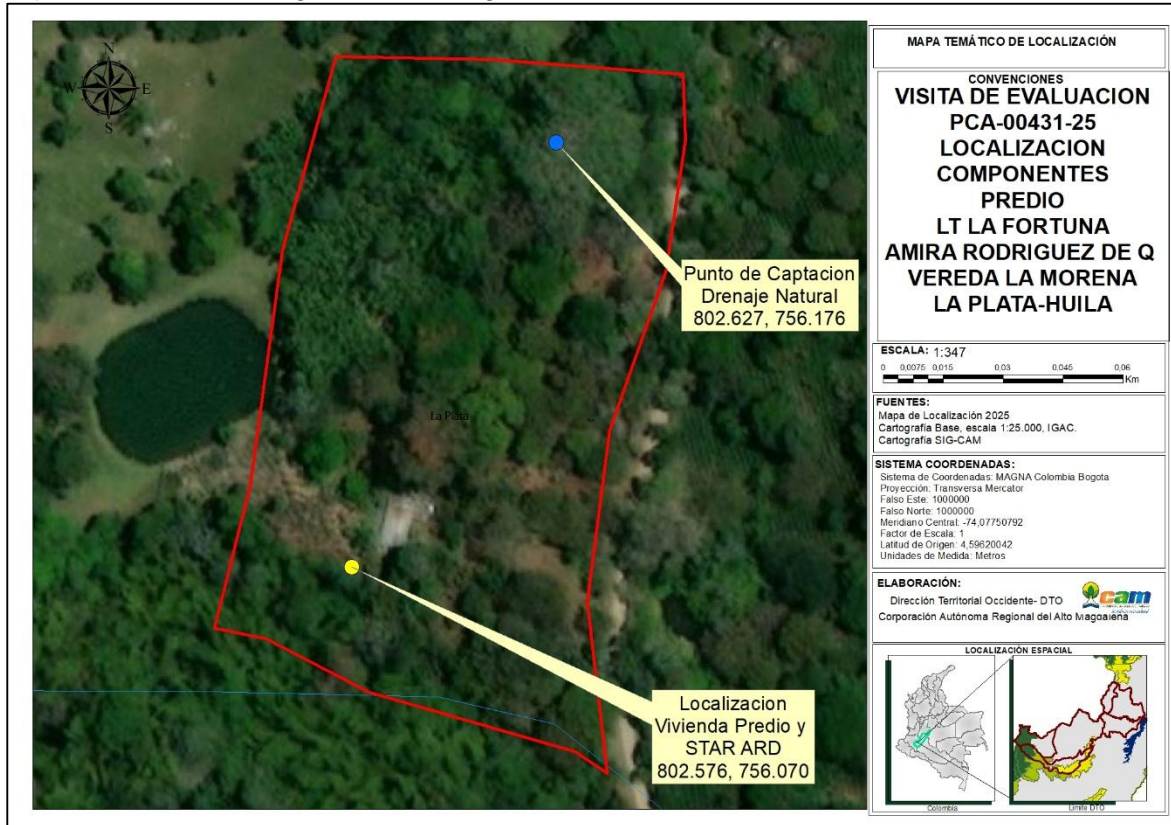 N
W
E
S
Punto de Captacion
Drenaje Natural
802.627, 756.176
La Plata
Localizacion
Vivienda Predio y
STAR ARD
802.576, 756.070
MAPA TEMÁTICO DE LOCALIZACIÓN
CONVENCIONES
VISITA DE EVALUACION
PCA-00431-25
LOCALIZACION
COMPONENTES
PREDIO
LT LA FORTUNA
AMIRA RODRIGUEZ DE Q
VEREDA LA MORENA
LA PLATA-HUILA
ESCALA: 1:347
0 0,0075 0,015 0,03 0,045 0,06
Km
FUENTES:
Mapa de Localización 2025
Cartografía Base, escala 1:25.000, IGAC.
Cartografía SIG-CAM
SISTEMA COORDENADAS:
Sistema de Coordenadas: MAGNA Colombia Bogota
Proyección: Transversa Mercator
Falso Este: 1000000
Falso Norte: 1000000
Meridiano Central: -74,07750792
Factor de Escala: 1
Latitud de Origen: 4,59620042
Unidades de Medida: Metros
ELABORACIÓN:
Dirección Territorial Occidente- DTO
cam
Corporación Autónoma Regional del Alto Magdalena
LOCALIZACIÓN ESPACIAL
Colombia
Limite DTO